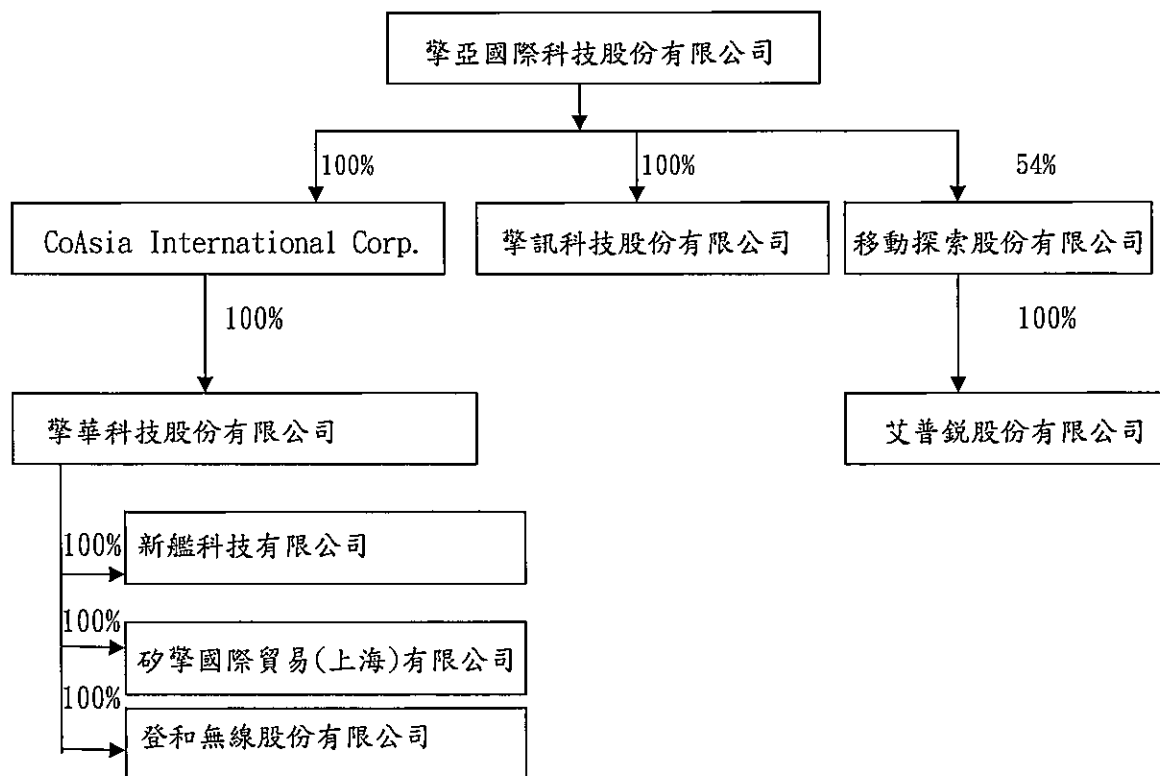 擎亞國際科技股份有限公司
100%
100%
54%
CoAsia International Corp.
擎訊科技股份有限公司
移動探索股份有限公司
100%
100%
擎華科技股份有限公司
艾普鋭股份有限公司
100%
新艦科技有限公司
100%
矽擎國際貿易(上海)有限公司
100%
登和無線股份有限公司